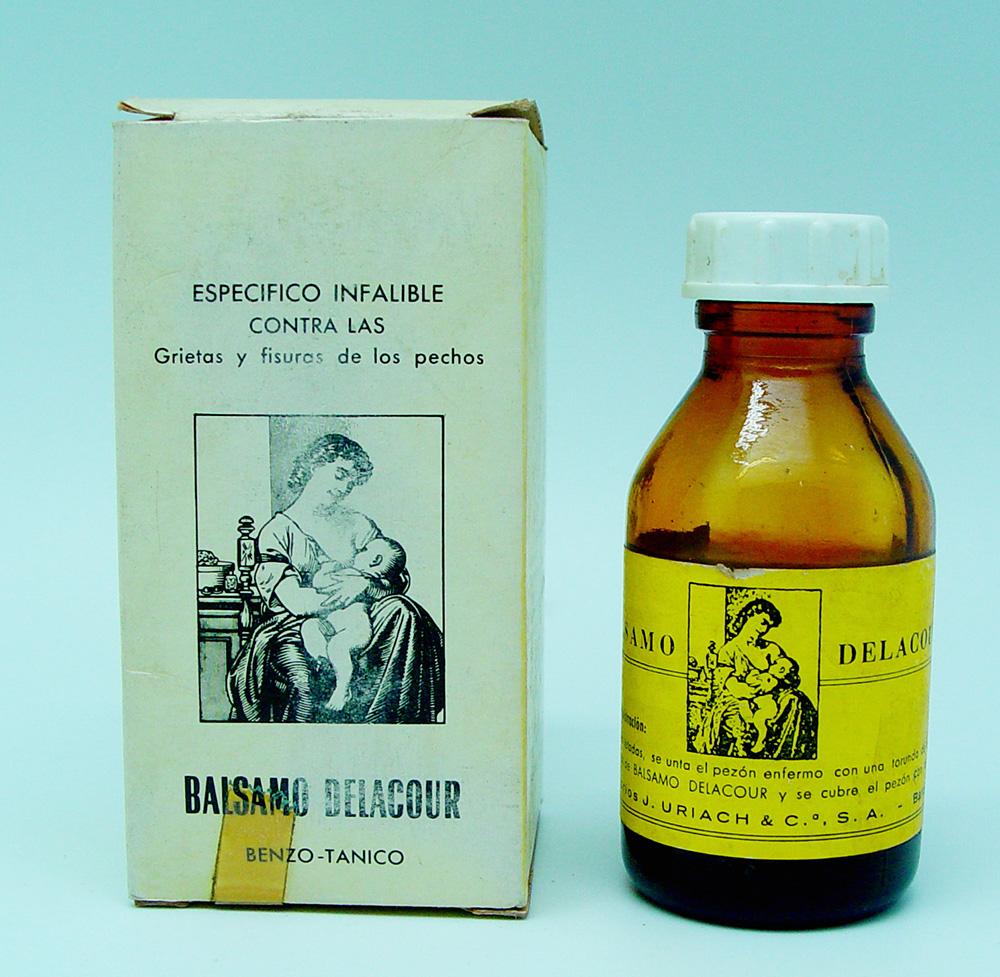 ESPECIFICO INFALIBLE
CONTRA LAS
Grietas y fisuras de los pechos
BALSAMO DELACOUR
BENZO-TANICO
SAMO DELACOU
se unta el pezón enfermo con una torunda
de BALSAMO DELACOUR y se cubre el pezón
J. URIACH & C.ª, S. A. -